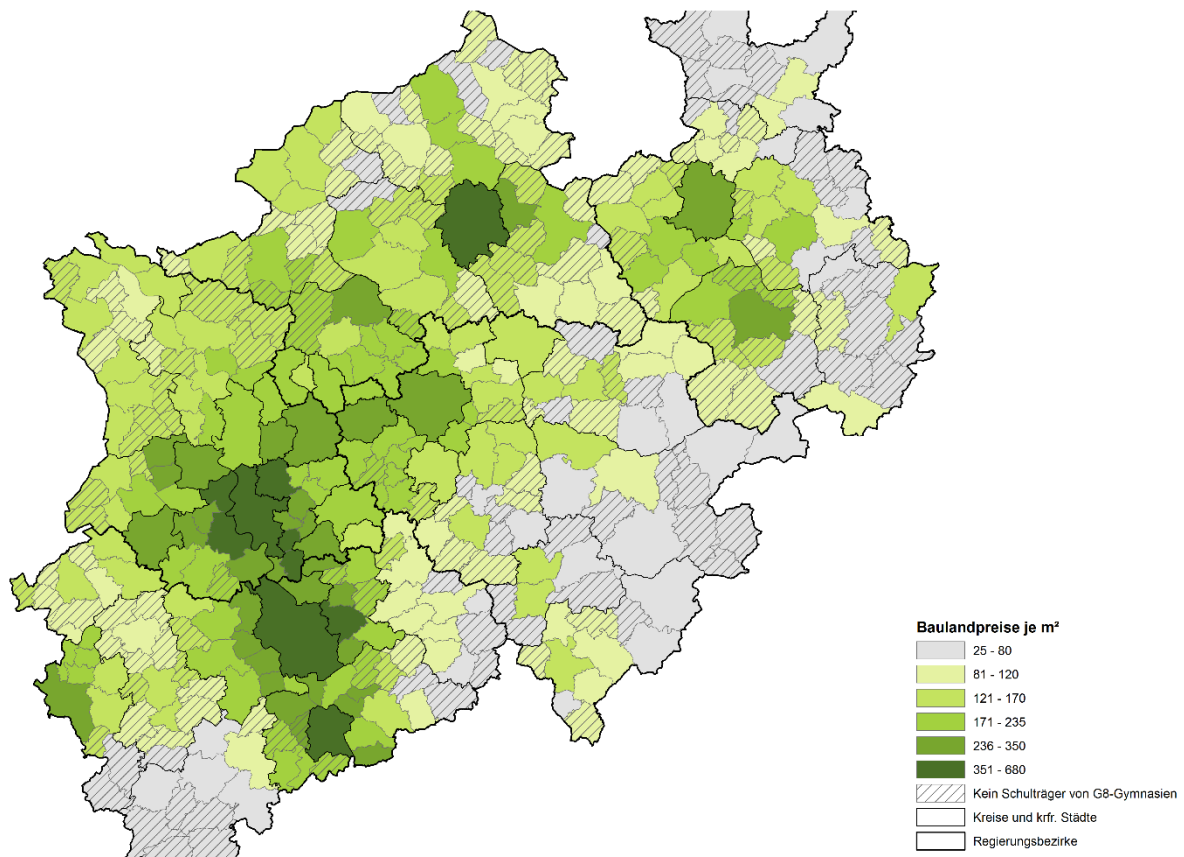 Baulandpreise je m²
25 - 80
81 - 120
121 - 170
171 - 235
236 - 350
351 - 680
Kein Schulträger von G8-Gymnasien
Kreise und krfr. Städte
Regierungsbezirke